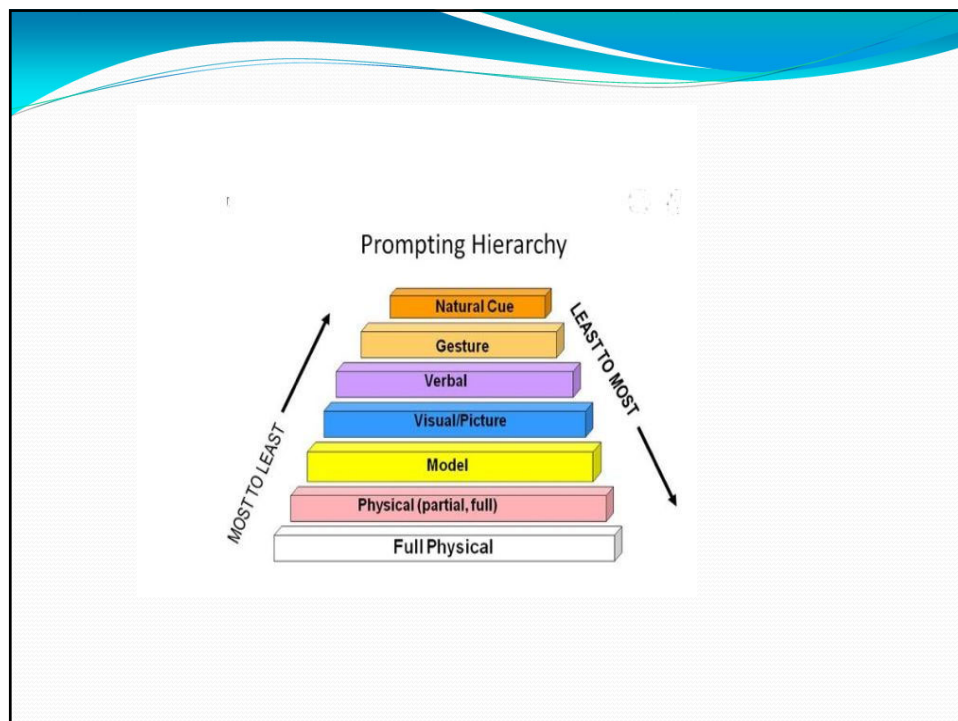 Prompting Hierarchy
Natural Cue
Gesture
Verbal
Visual/Picture
Model
Physical (partial, full)
Full Physical
MOST TO LEAST
LEAST TO MOST